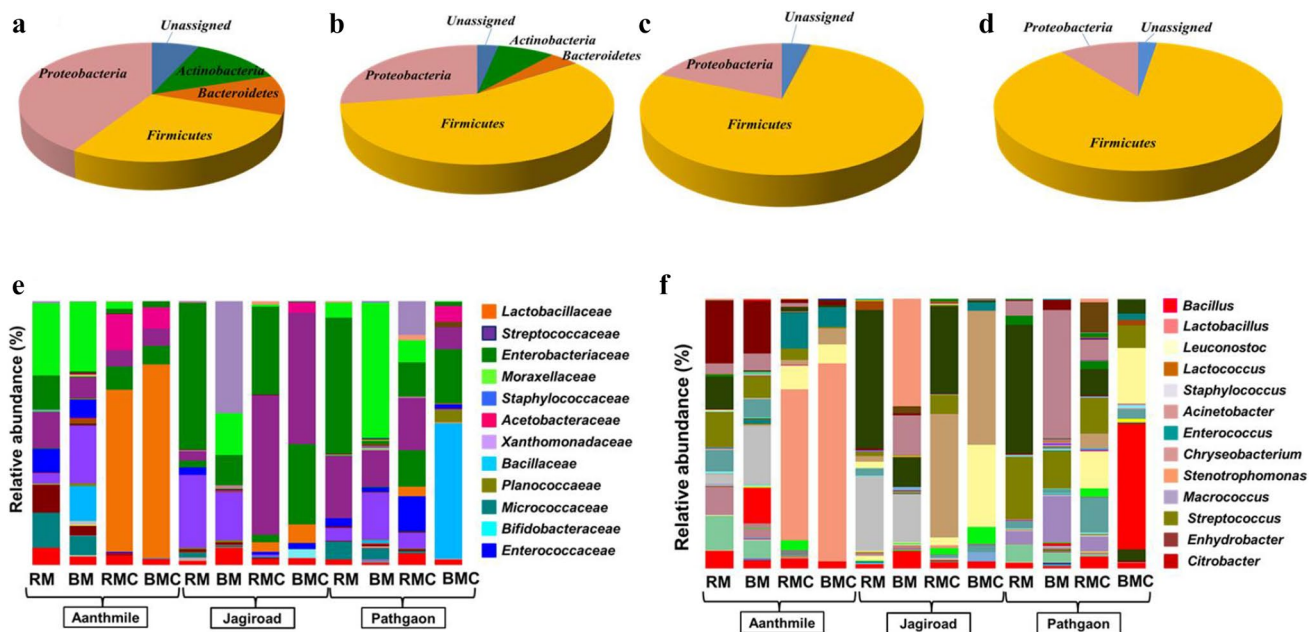 a
Unassigned
Actinobacteria
Bacteroidetes
Firmicutes
Proteobacteria
b
Unassigned
Actinobacteria
Bacteroidetes
Proteobacteria
Firmicutes
c
Unassigned
Proteobacteria
Firmicutes
d
Proteobacteria
Unassigned
Firmicutes
e
Relative abundance (%)
RM BM RMC BMC RM BM RMC BMC RM BM RMC BMC
Aanthmile Jagiroad Pathgaon
Lactobacillaceae
Streptococcaceae
Enterobacteriaceae
Moraxellaceae
Staphylococcaceae
Acetobacteraceae
Xanthomonadaceae
Bacillaceae
Planococcaceae
Micrococcaceae
Bifidobacteraceae
Enterococcaceae
f
Relative abundance (%)
RM BM RMC BMC RM BM RMC BMC RM BM RMC BMC
Aanthmile Jagiroad Pathgaon
Bacillus
Lactobacillus
Leuconostoc
Lactococcus
Staphylococcus
Acinetobacter
Enterococcus
Chryseobacterium
Stenotrophomonas
Macrococcus
Streptococcus
Enhydrobacter
Citrobacter